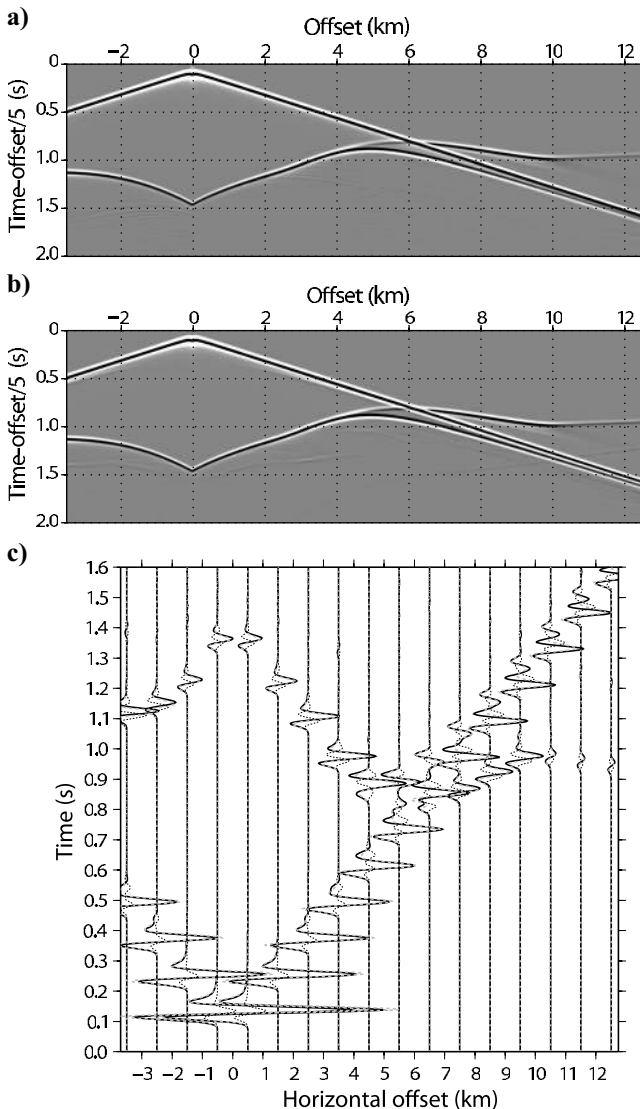 a)
Offset (km)
−2 0 2 4 6 8 10 12
0
0.5
1.0
1.5
2.0
Time–offset/5 (s)
b)
Offset (km)
−2 0 2 4 6 8 10 12
0
0.5
1.0
1.5
2.0
Time–offset/5 (s)
c)
1.6
1.5
1.4
1.3
1.2
1.1
1.0
0.9
0.8
0.7
0.6
0.5
0.4
0.3
0.2
0.1
0.0
Time (s)
−3 −2 −1 0 1 2 3 4 5 6 7 8 9 10 11 12
Horizontal offset (km)